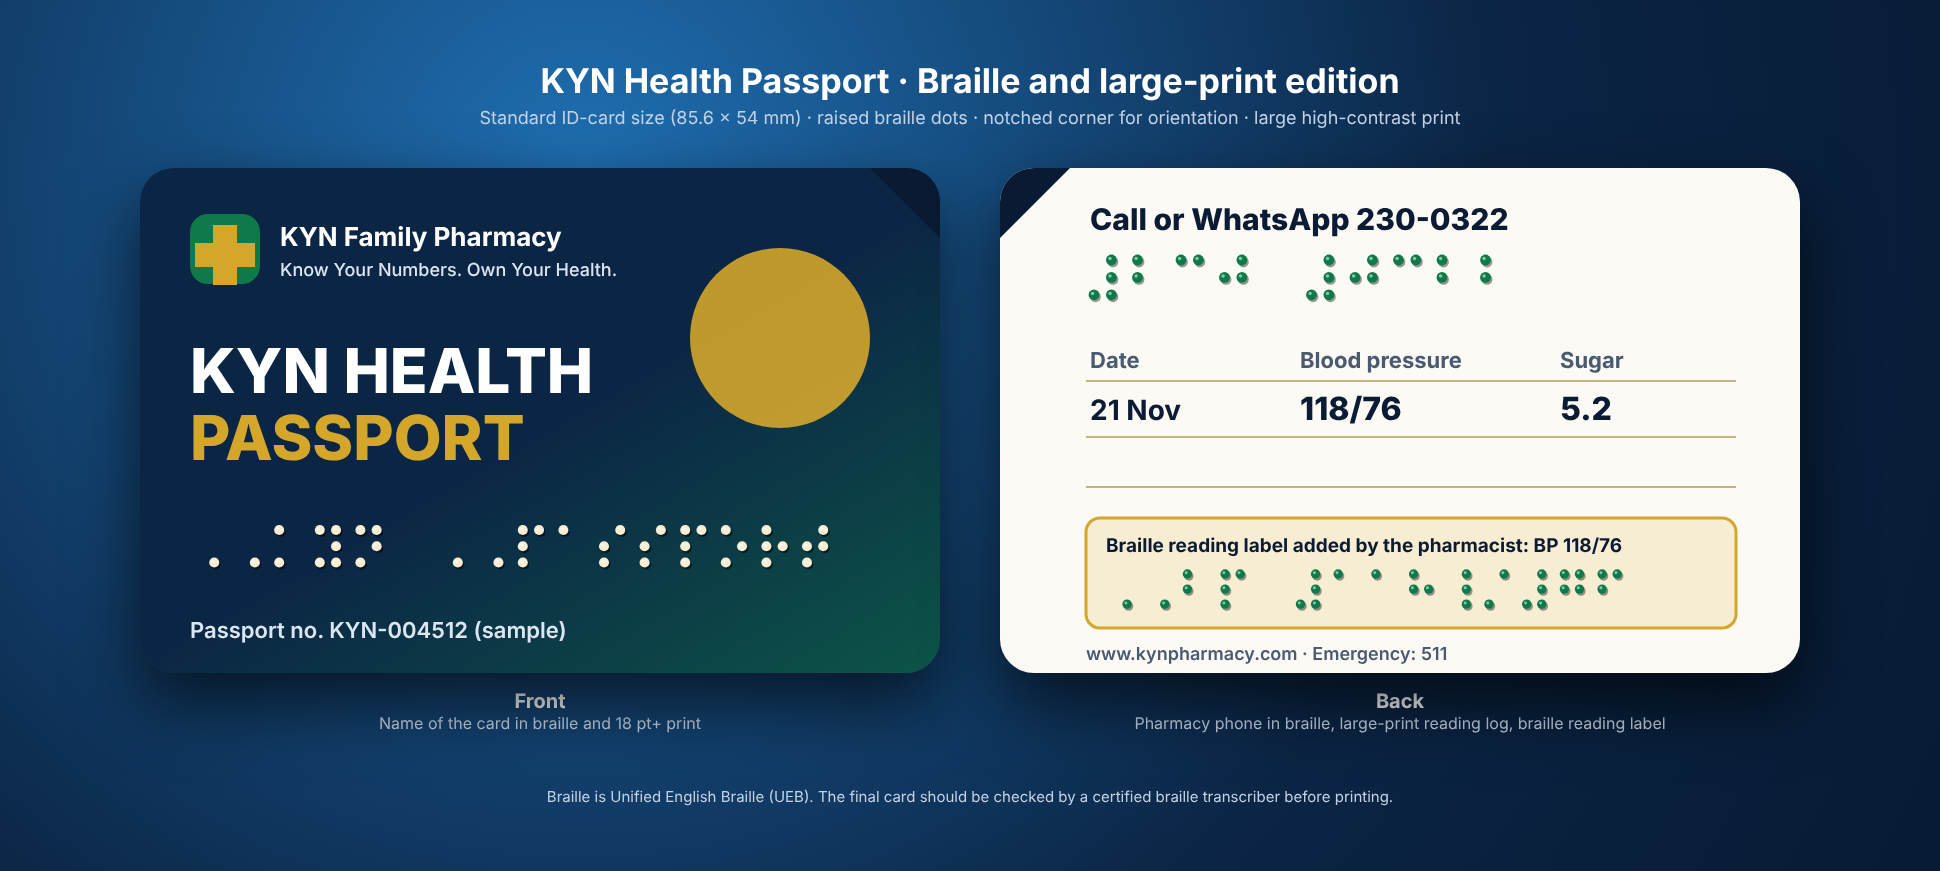 KYN Health Passport · Braille and large-print edition
Standard ID-card size (85.6 × 54 mm) · raised braille dots · notched corner for orientation · large high-contrast print
KYN Family Pharmacy
Know Your Numbers. Own Your Health.
KYN HEALTH
PASSPORT
⠠⠠⠅⠽⠝ ⠠⠠⠏⠁⠎⠎⠏⠕⠗⠞
Passport no. KYN-004512 (sample)
Front
Name of the card in braille and 18 pt+ print
Call or WhatsApp 230-0322
⠼⠃⠉⠚ ⠼⠚⠉⠃⠃
Date Blood pressure Sugar
21 Nov 118/76 5.2
Braille reading label added by the pharmacist: BP 118/76
⠠⠠⠃⠏ ⠼⠁⠁⠓⠸⠌⠼⠛⠋
www.kynpharmacy.com · Emergency: 511
Back
Pharmacy phone in braille, large-print reading log, braille reading label
Braille is Unified English Braille (UEB). The final card should be checked by a certified braille transcriber before printing.